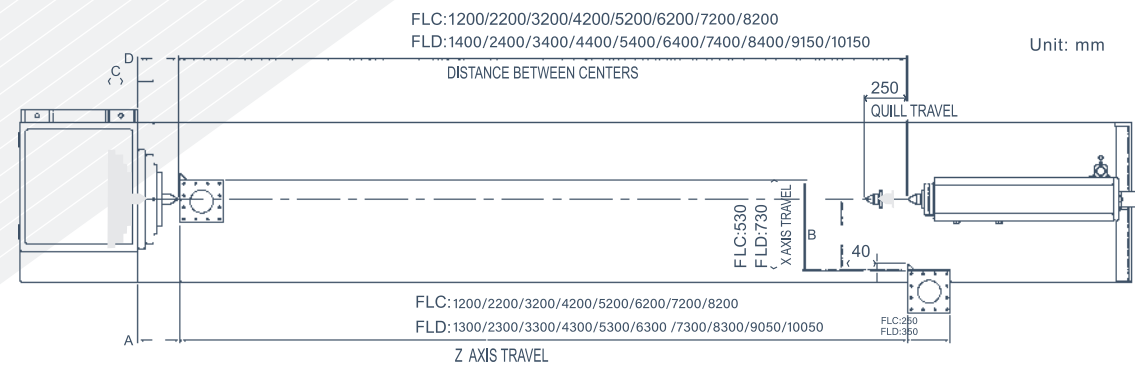 FLC:1200/2200/3200/4200/5200/6200/7200/8200
FLD:1400/2400/3400/4400/5400/6400/7400/8400/9150/10150
Unit: mm
D
C
DISTANCE BETWEEN CENTERS
250
QUILL TRAVEL
FLC:530
FLD:730
X AXIS TRAVEL
B
40
FLC:1200/2200/3200/4200/5200/6200/7200/8200
FLD:1300/2300/3300/4300/5300/6300 /7300/8300/9050/10050
FLC:250
FLD:350
A
Z AXIS TRAVEL